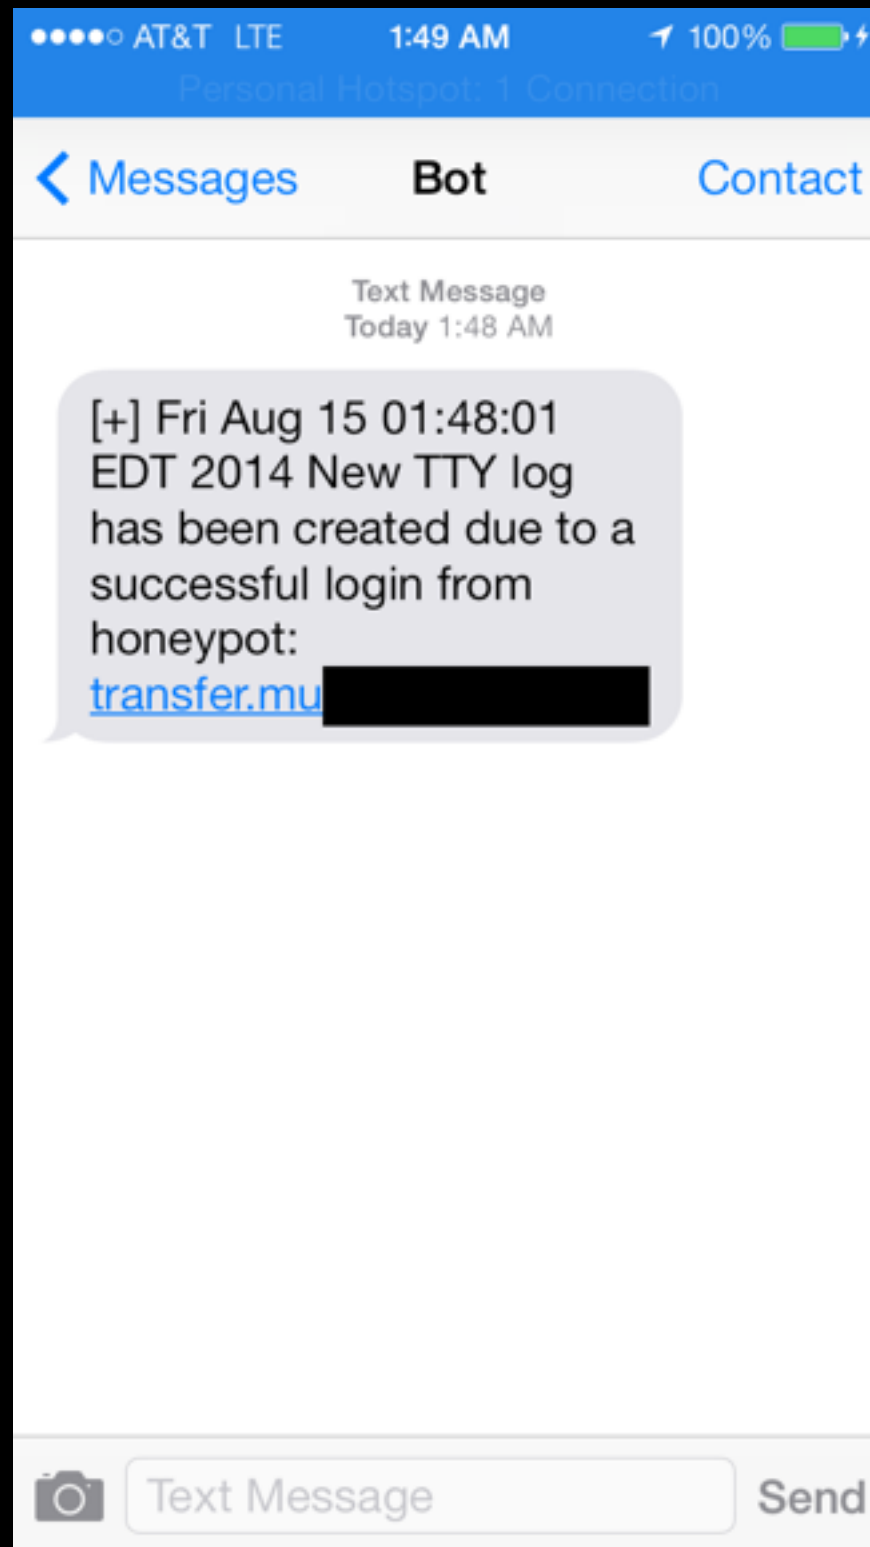 AT&T LTE 1:49 AM 100%
Personal Hotspot: 1 Connection
Messages Bot Contact
Text Message
Today 1:48 AM
[+] Fri Aug 15 01:48:01
EDT 2014 New TTY log
has been created due to a
successful login from
honeypot:
transfer.mu
Text Message Send